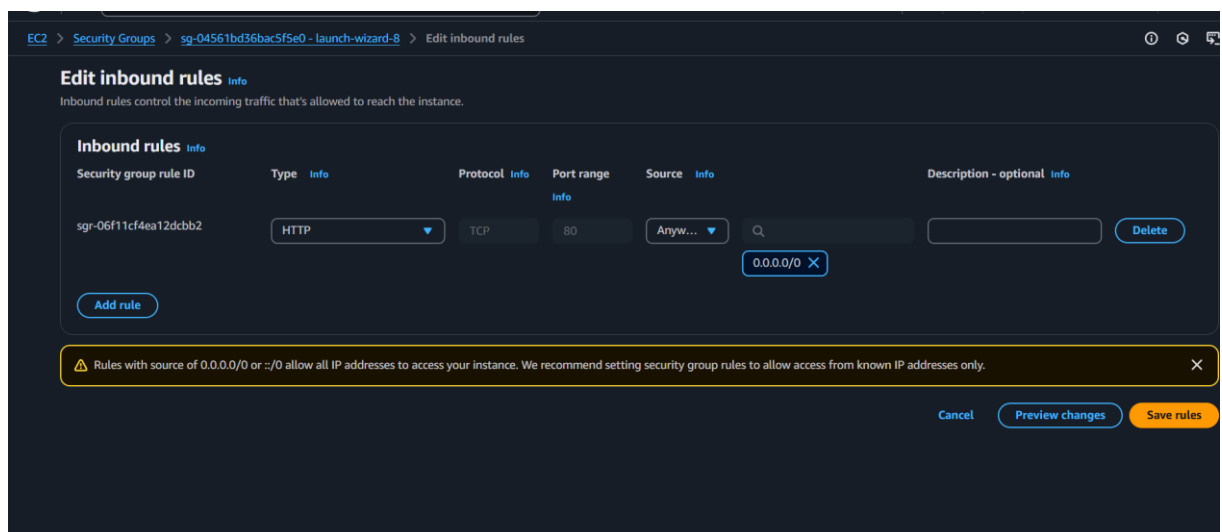 EC2 > Security Groups > sg-04561bd36bac5f5e0 - launch-wizard-8 > Edit inbound rules
Edit inbound rules Info
Inbound rules control the incoming traffic that's allowed to reach the instance.
Inbound rules Info
Security group rule ID Type Info Protocol Info Port range Source Info Description - optional Info
Info
sgr-06f11cf4ea12dcbb2 HTTP TCP 80 Anyw... Delete
0.0.0.0/0
Add rule
Rules with source of 0.0.0.0/0 or ::/0 allow all IP addresses to access your instance. We recommend setting security group rules to allow access from known IP addresses only.
Cancel Preview changes Save rules